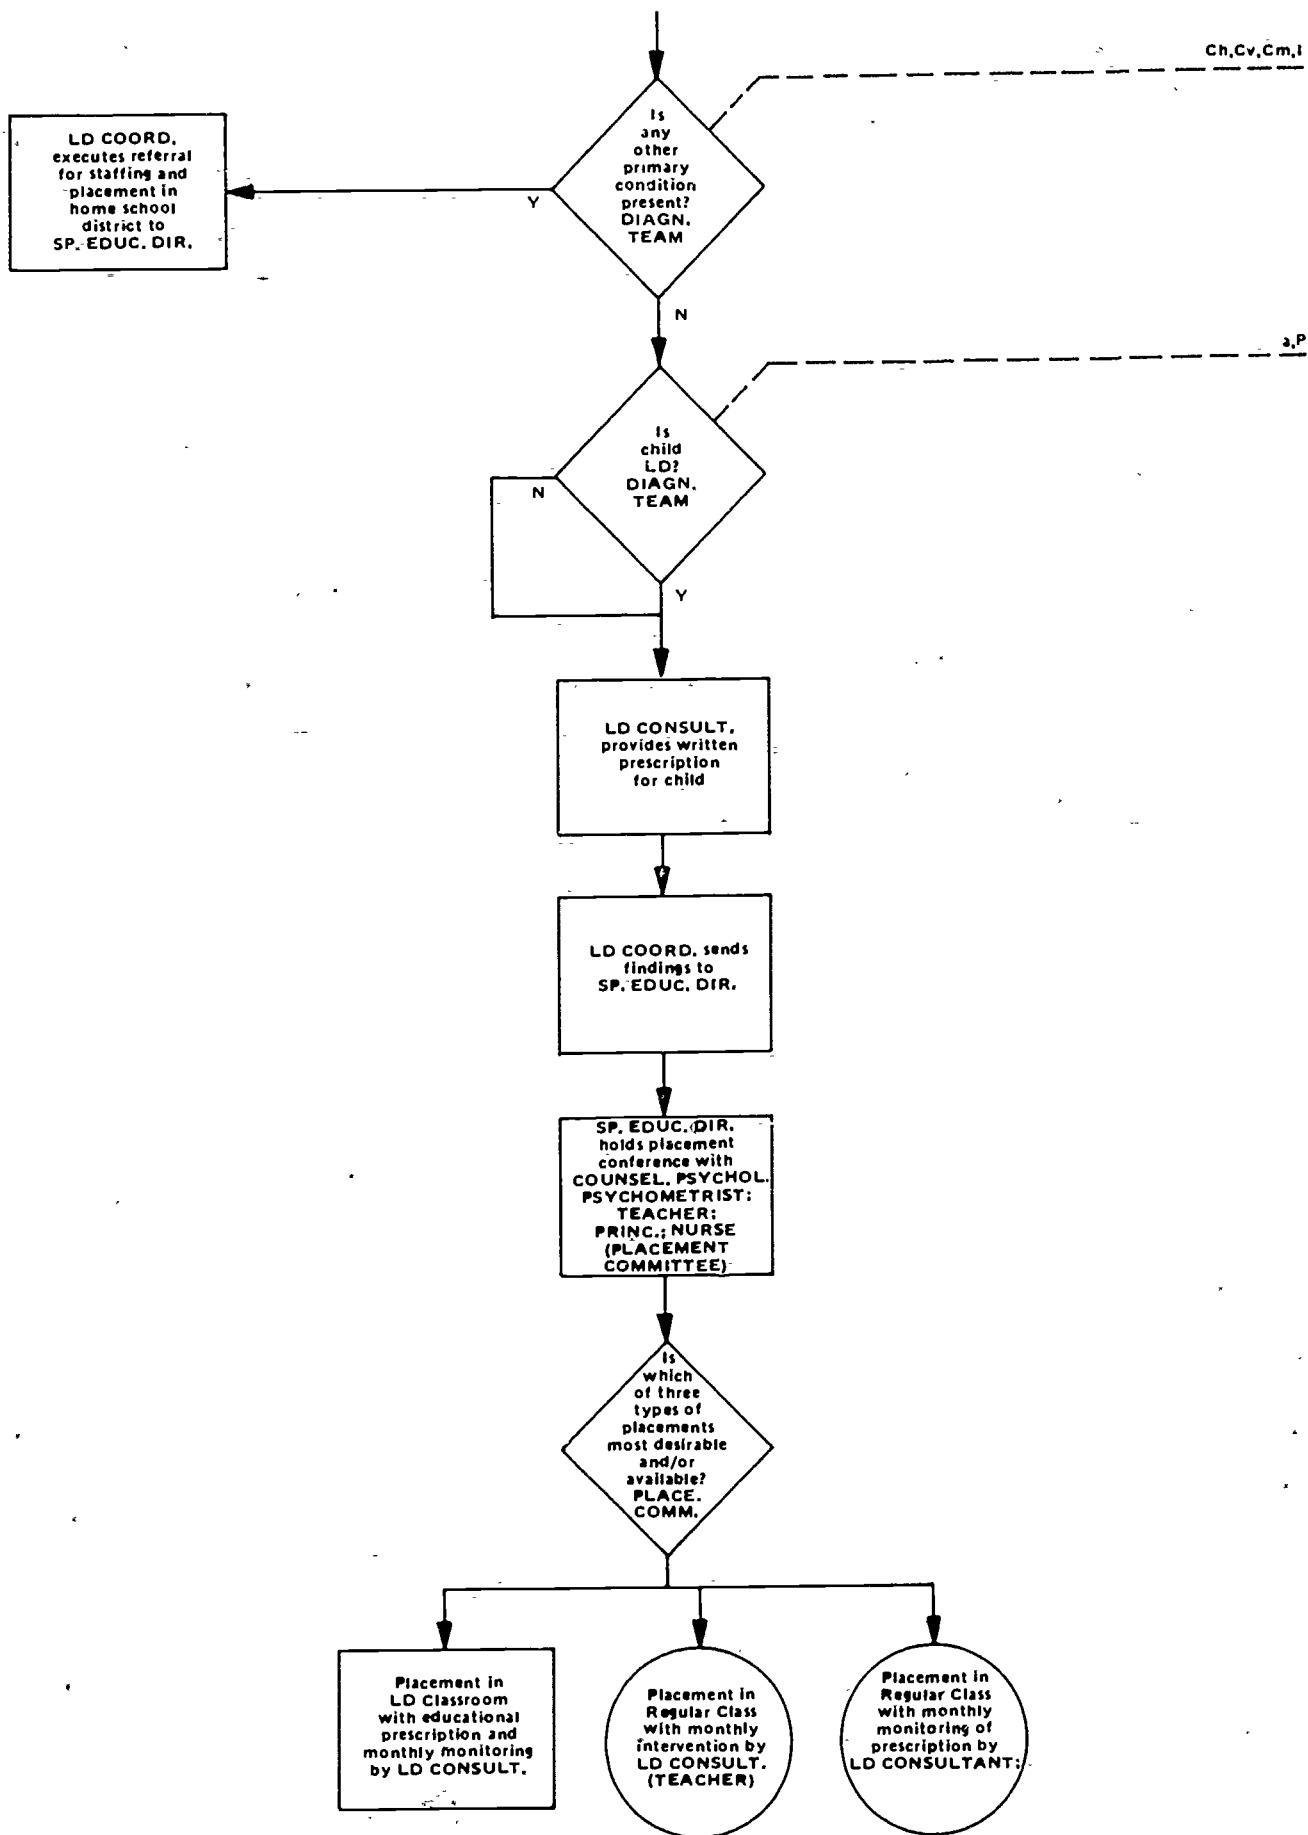 Ch,Cv,Cm,I
Is
any
other
primary
condition
present?
DIAGN.
TEAM
LD COORD.
executes referral
for staffing and
placement in
home school
district to
SP. EDUC. DIR.
Y
N
a,P
Is
child
LD?
DIAGN.
TEAM
N
Y
LD CONSULT.
provides written
prescription
for child
LD COORD. sends
findings to
SP. EDUC. DIR.
SP. EDUC. DIR.
holds placement
conference with
COUNSEL. PSYCHOL.
PSYCHOMETRIST;
TEACHER;
PRINC.; NURSE
(PLACEMENT
COMMITTEE)
Is
which
of three
types of
placements
most desirable
and/or
available?
PLACE.
COMM.
Placement in
LD Classroom
with educational
prescription and
monthly monitoring
by LD CONSULT.
Placement in
Regular Class
with monthly
intervention by
LD CONSULT.
(TEACHER)
Placement in
Regular Class
with monthly
monitoring of
prescription by
LD CONSULTANT;